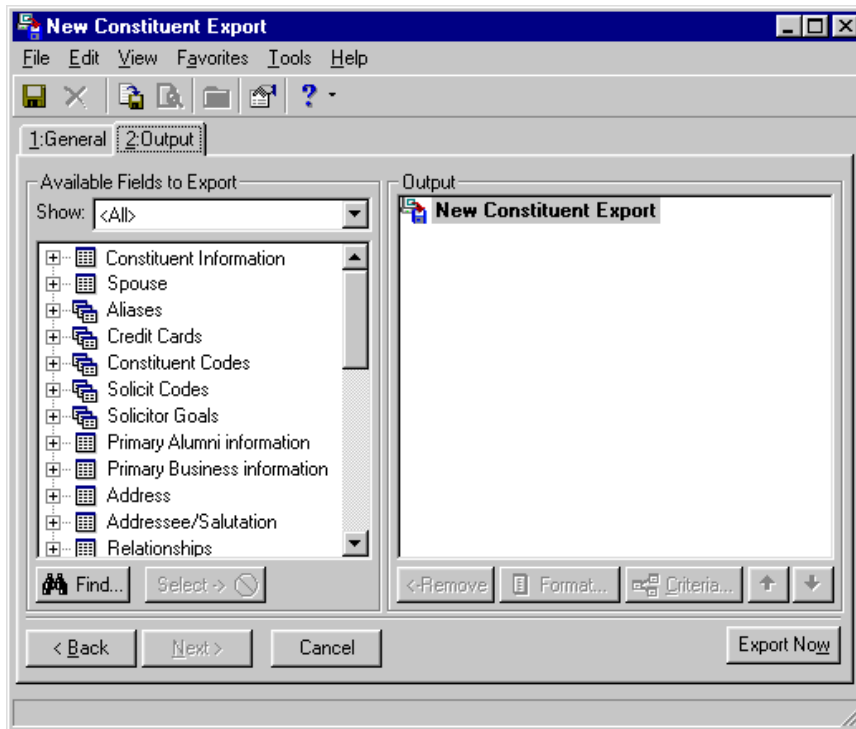 New Constituent Export
File Edit View Favorites Tools Help
?
1:General 2:Output
Available Fields to Export
Show: <All>
Constituent Information
Spouse
Aliases
Credit Cards
Constituent Codes
Solicit Codes
Solicitor Goals
Primary Alumni information
Primary Business information
Address
Addressee/Salutation
Relationships
Find... Select ->
Output
New Constituent Export
<-Remove Format... Criteria...
< Back Next > Cancel Export Now